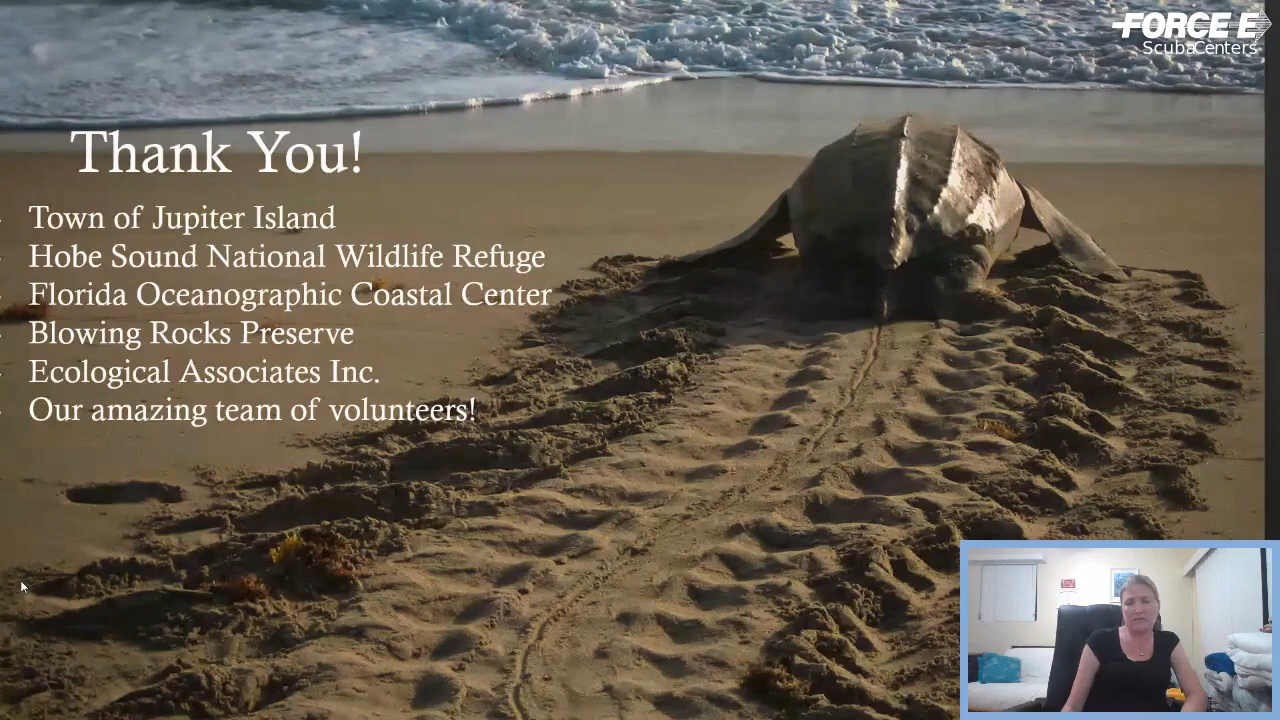 FORCE E
ScubaCenters
Thank You!
- Town of Jupiter Island
- Hobe Sound National Wildlife Refuge
- Florida Oceanographic Coastal Center
- Blowing Rocks Preserve
- Ecological Associates Inc.
- Our amazing team of volunteers!